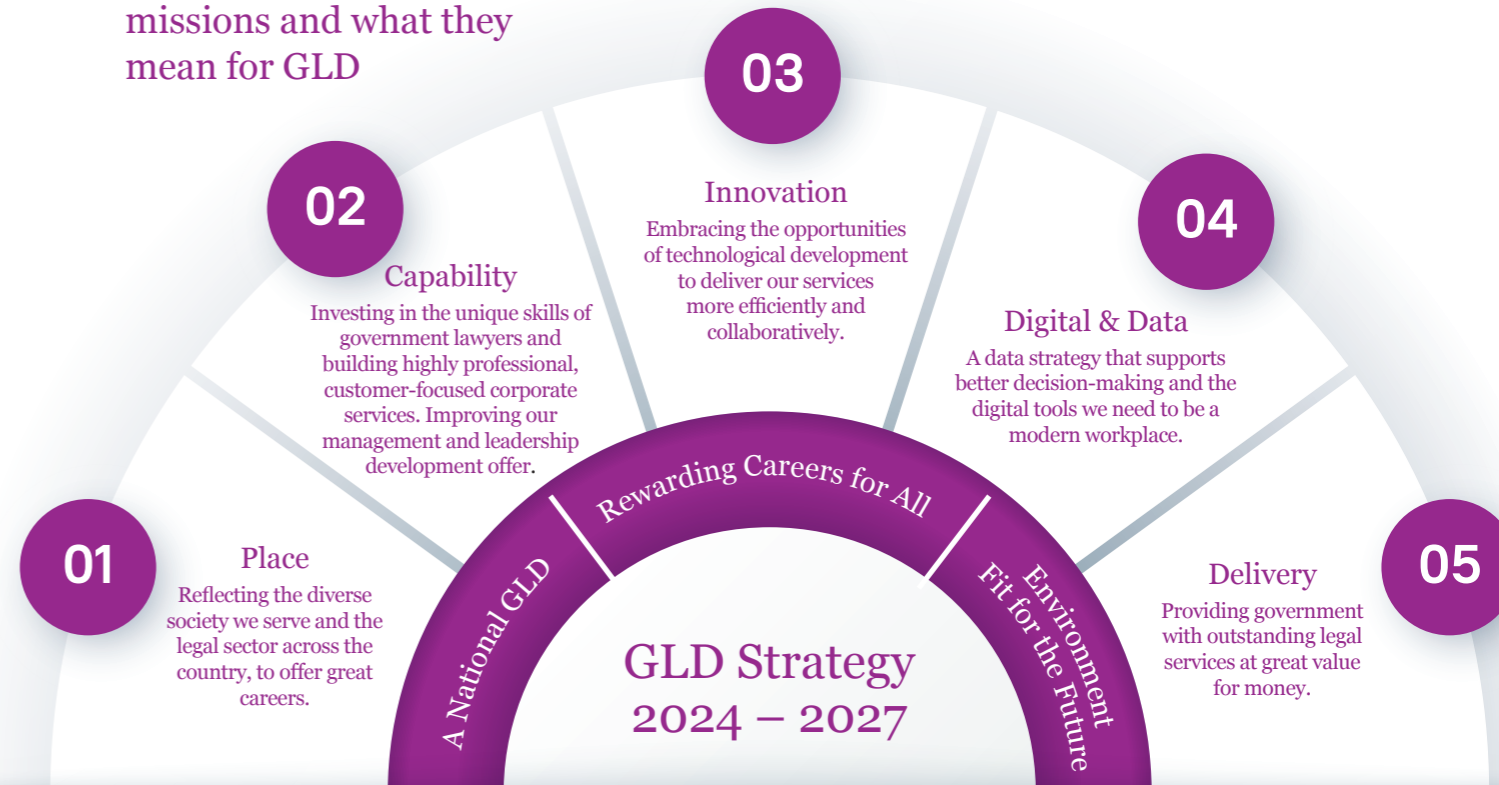 missions and what they
mean for GLD
01
Place
Reflecting the diverse
society we serve and the
legal sector across the
country, to offer great
careers.
02
Capability
Investing in the unique skills of
government lawyers and
building highly professional,
customer-focused corporate
services. Improving our
management and leadership
development offer.
03
Innovation
Embracing the opportunities
of technological development
to deliver our services
more efficiently and
collaboratively.
04
Digital & Data
A data strategy that supports
better decision-making and the
digital tools we need to be a
modern workplace.
05
Delivery
Providing government
with outstanding legal
services at great value
for money.
A National GLD
Rewarding Careers for All
Environment
Fit for the Future
GLD Strategy
2024 – 2027